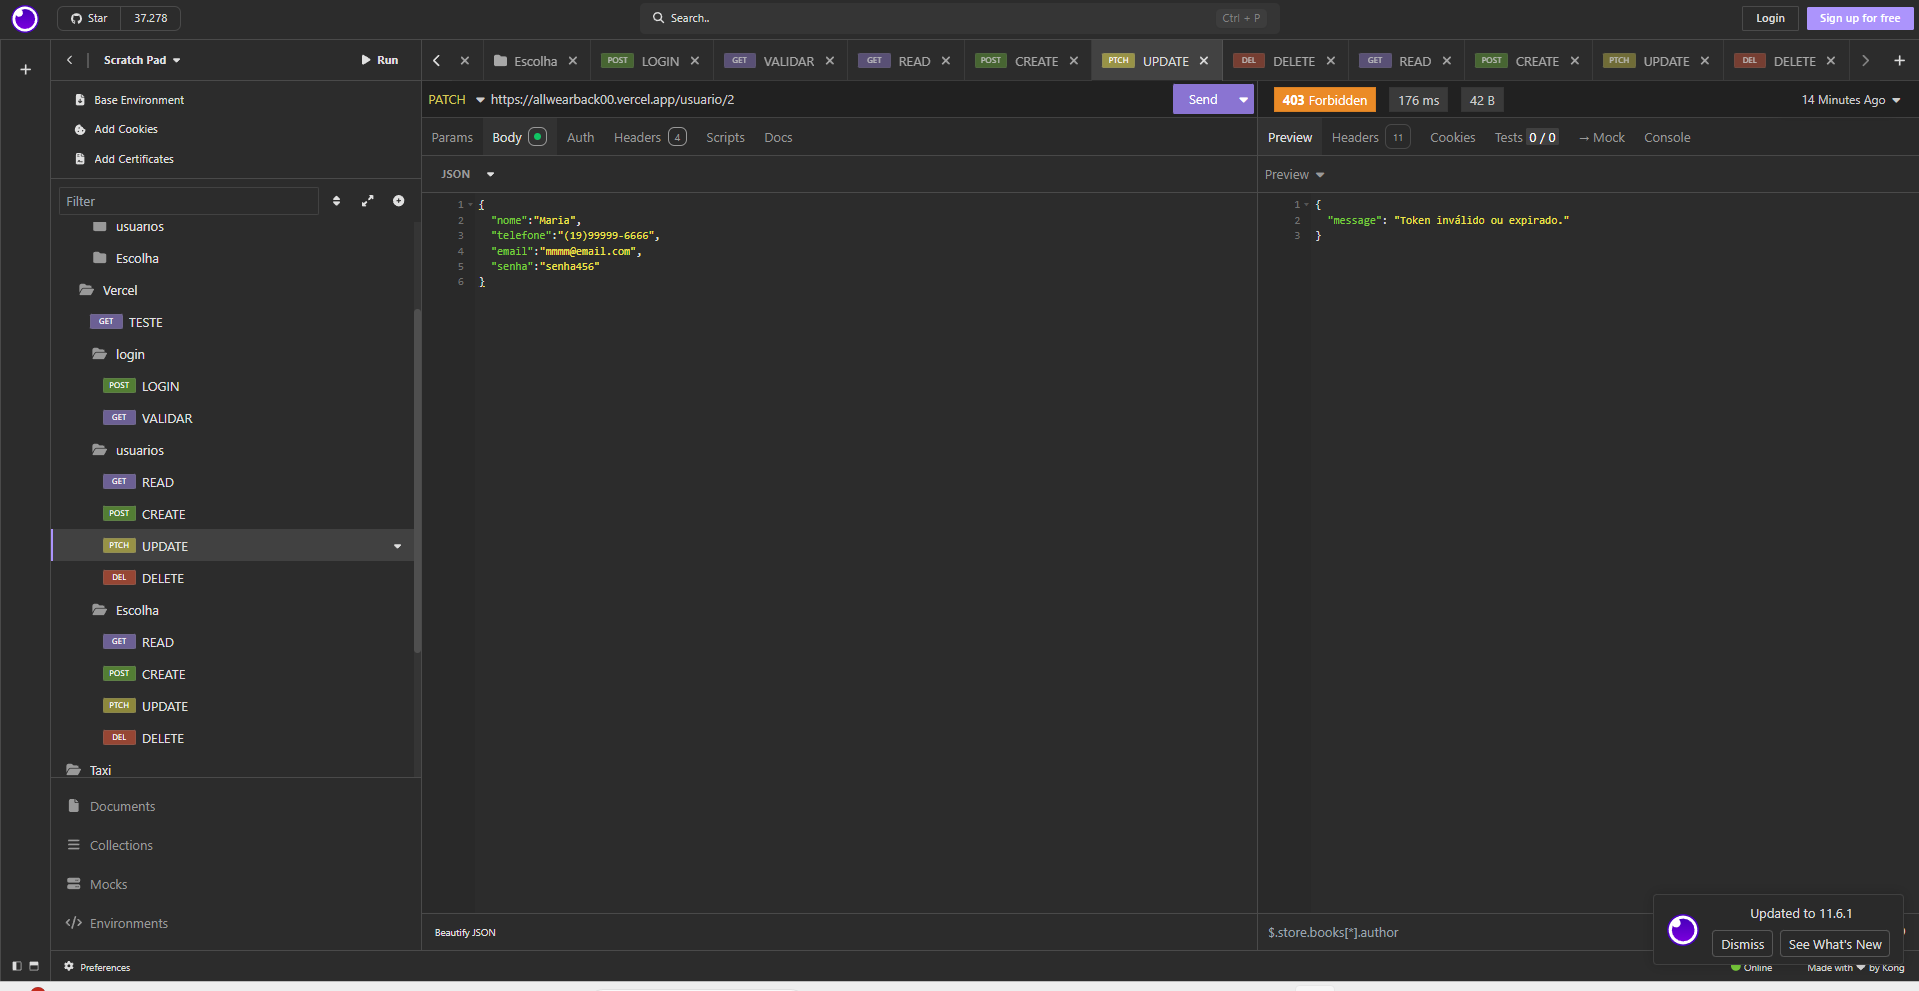 Star 37.278
Search.. Ctrl + P
Login Sign up for free
Scratch Pad Run
Escolha POST LOGIN GET VALIDAR GET READ POST CREATE PTCH UPDATE DEL DELETE GET READ POST CREATE PTCH UPDATE DEL DELETE
Base Environment
Add Cookies
Add Certificates
Filter
usuarios
Escolha
Vercel
GET TESTE
login
POST LOGIN
GET VALIDAR
usuarios
GET READ
POST CREATE
PTCH UPDATE
DEL DELETE
Escolha
GET READ
POST CREATE
PTCH UPDATE
DEL DELETE
Taxi
Documents
Collections
Mocks
Environments
Preferences
PATCH https://allwearback00.vercel.app/usuario/2 Send
Params Body Auth Headers 4 Scripts Docs
JSON
1 {
2 "nome":"Maria",
3 "telefone":"(19)99999-6666",
4 "email":"mmmm@email.com",
5 "senha":"senha456"
6 }
Beautify JSON
403 Forbidden 176 ms 42 B 14 Minutes Ago
Preview Headers 11 Cookies Tests 0 / 0 → Mock Console
Preview
1 {
2 "message": "Token inválido ou expirado."
3 }
$.store.books[*].author
Updated to 11.6.1
Dismiss See What's New
Online Made with ❤ by Kong